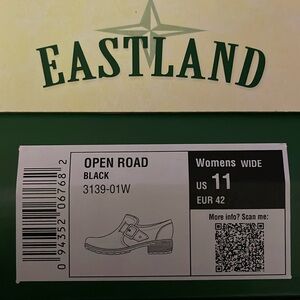 EASTLAND
OPEN ROAD
BLACK
3139-01W
Womens WIDE
US 11
EUR 42
More info? Scan me:
0 94352 06768 2